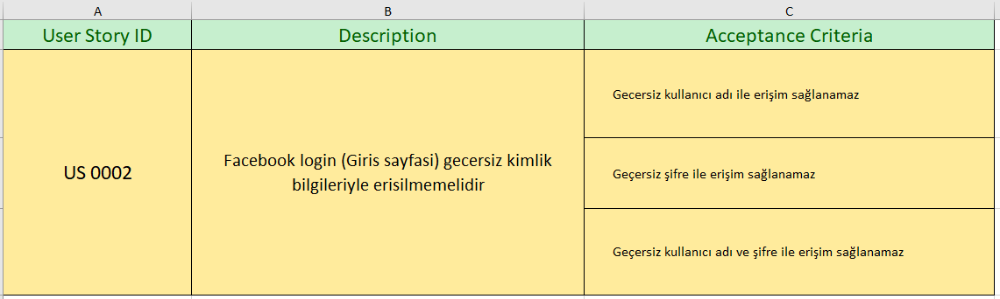 A
B
C
User Story ID
Description
Acceptance Criteria
US 0002
Facebook login (Giris sayfasi) gecersiz kimlik
bilgileriyle erisilmemelidir
Gecersiz kullanıcı adı ile erişim sağlanamaz
Geçersiz şifre ile erişim sağlanamaz
Geçersiz kullanıcı adı ve şifre ile erişim sağlanamaz